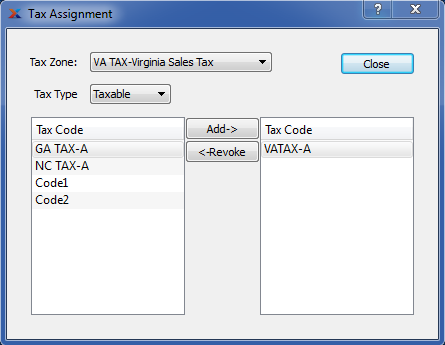 Tax Assignment
Tax Zone: VA TAX-Virginia Sales Tax Close
Tax Type Taxable
Tax Code Add-> Tax Code
GA TAX-A <-Revoke VATAX-A
NC TAX-A
Code1
Code2